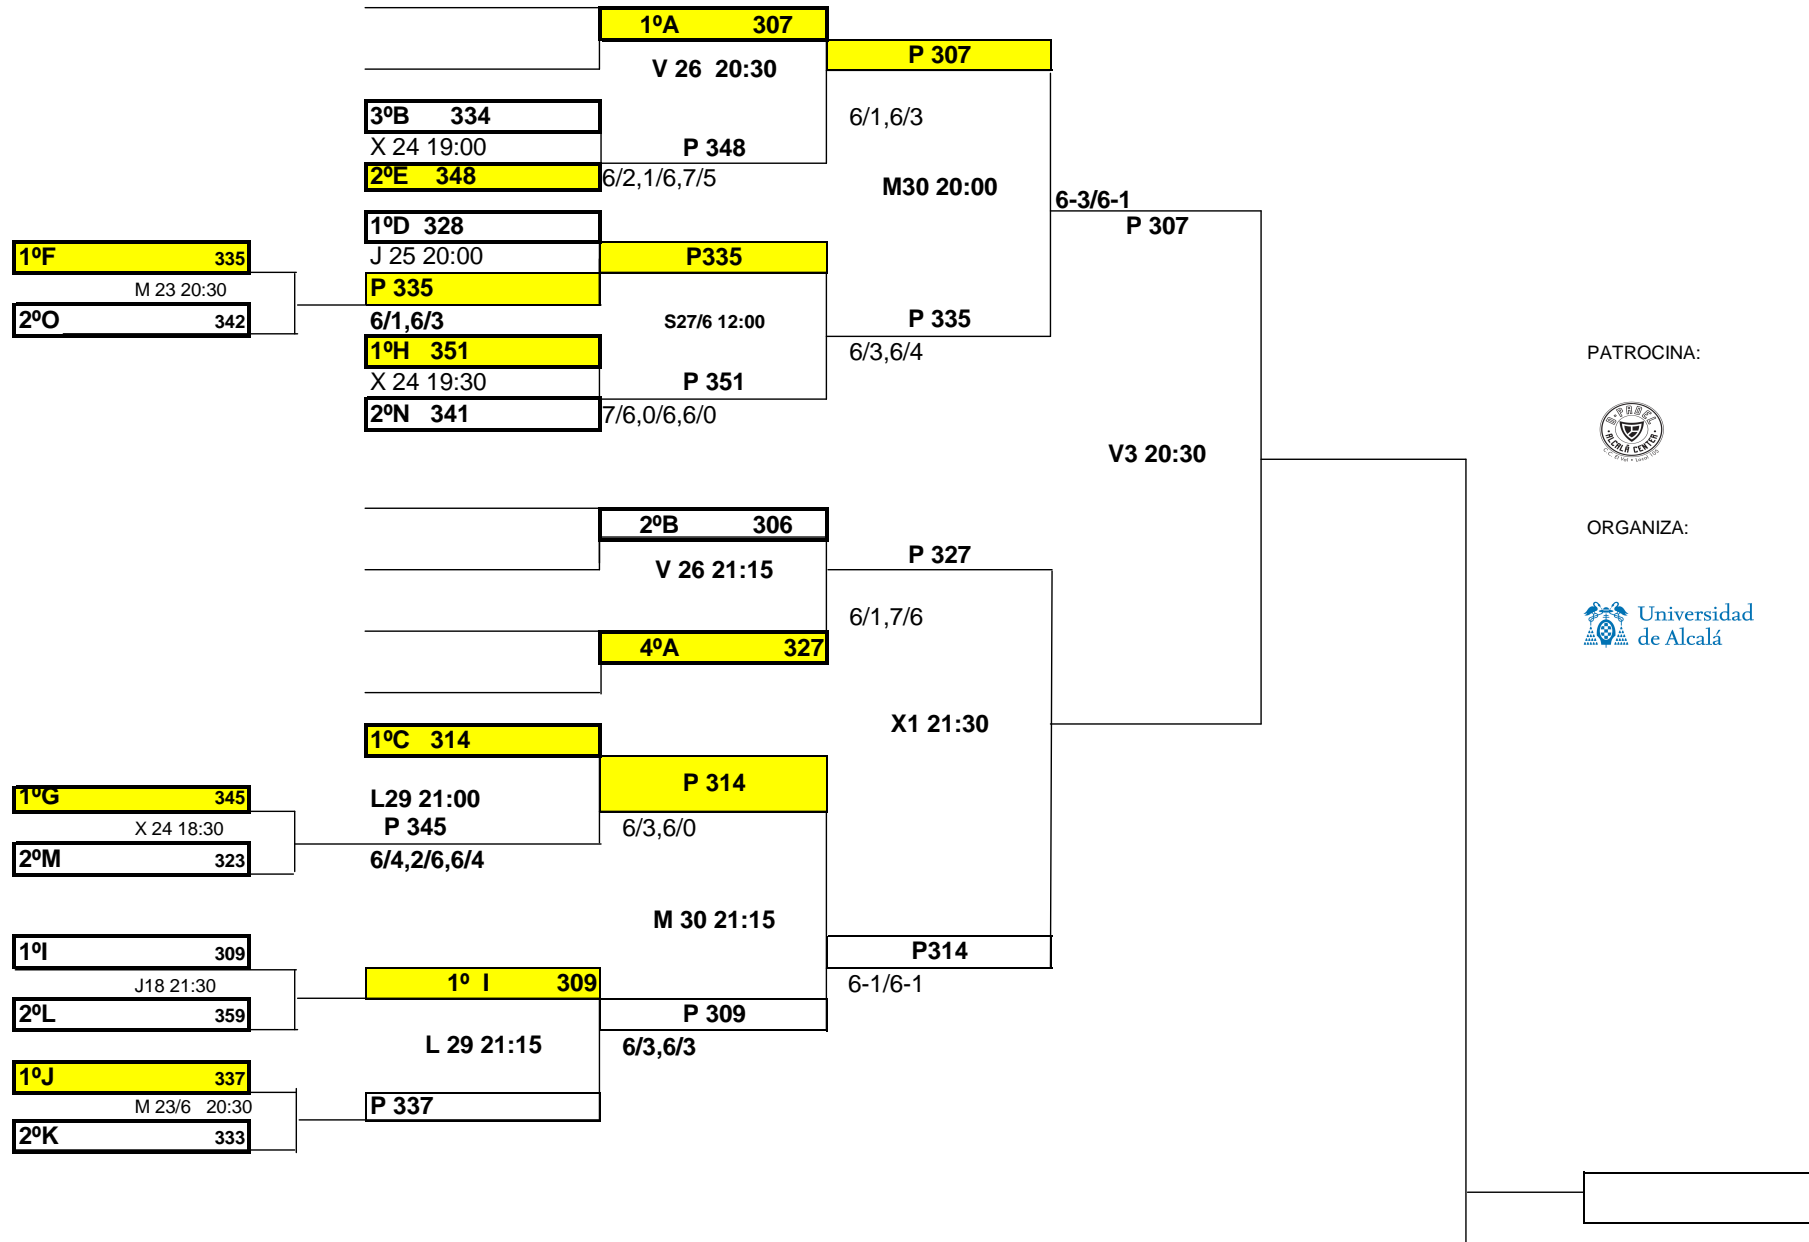 1ºA 307
P 307
V 26 20:30
3ºB 334
6/1,6/3
X 24 19:00
P 348
2ºE 348
6/2,1/6,7/5
M30 20:00
6-3/6-1
P 307
1ºD 328
1ºF 335
J 25 20:00
P335
M 23 20:30
P 335
2ºO 342
6/1,6/3
S27/6 12:00
P 335
1ºH 351
6/3,6/4
X 24 19:30
P 351
2ºN 341
7/6,0/6,6/0
PATROCINA:
PADEL
ALCALÁ CENTER
V3 20:30
2ºB 306
ORGANIZA:
V 26 21:15
P 327
6/1,7/6
Universidad
de Alcalá
4ºA 327
X1 21:30
1ºC 314
P 314
1ºG 345
L29 21:00
X 24 18:30
P 345
6/3,6/0
2ºM 323
6/4,2/6,6/4
M 30 21:15
1ºI 309
P314
J18 21:30
1º I 309
6-1/6-1
2ºL 359
P 309
L 29 21:15
6/3,6/3
1ºJ 337
M 23/6 20:30
P 337
2ºK 333